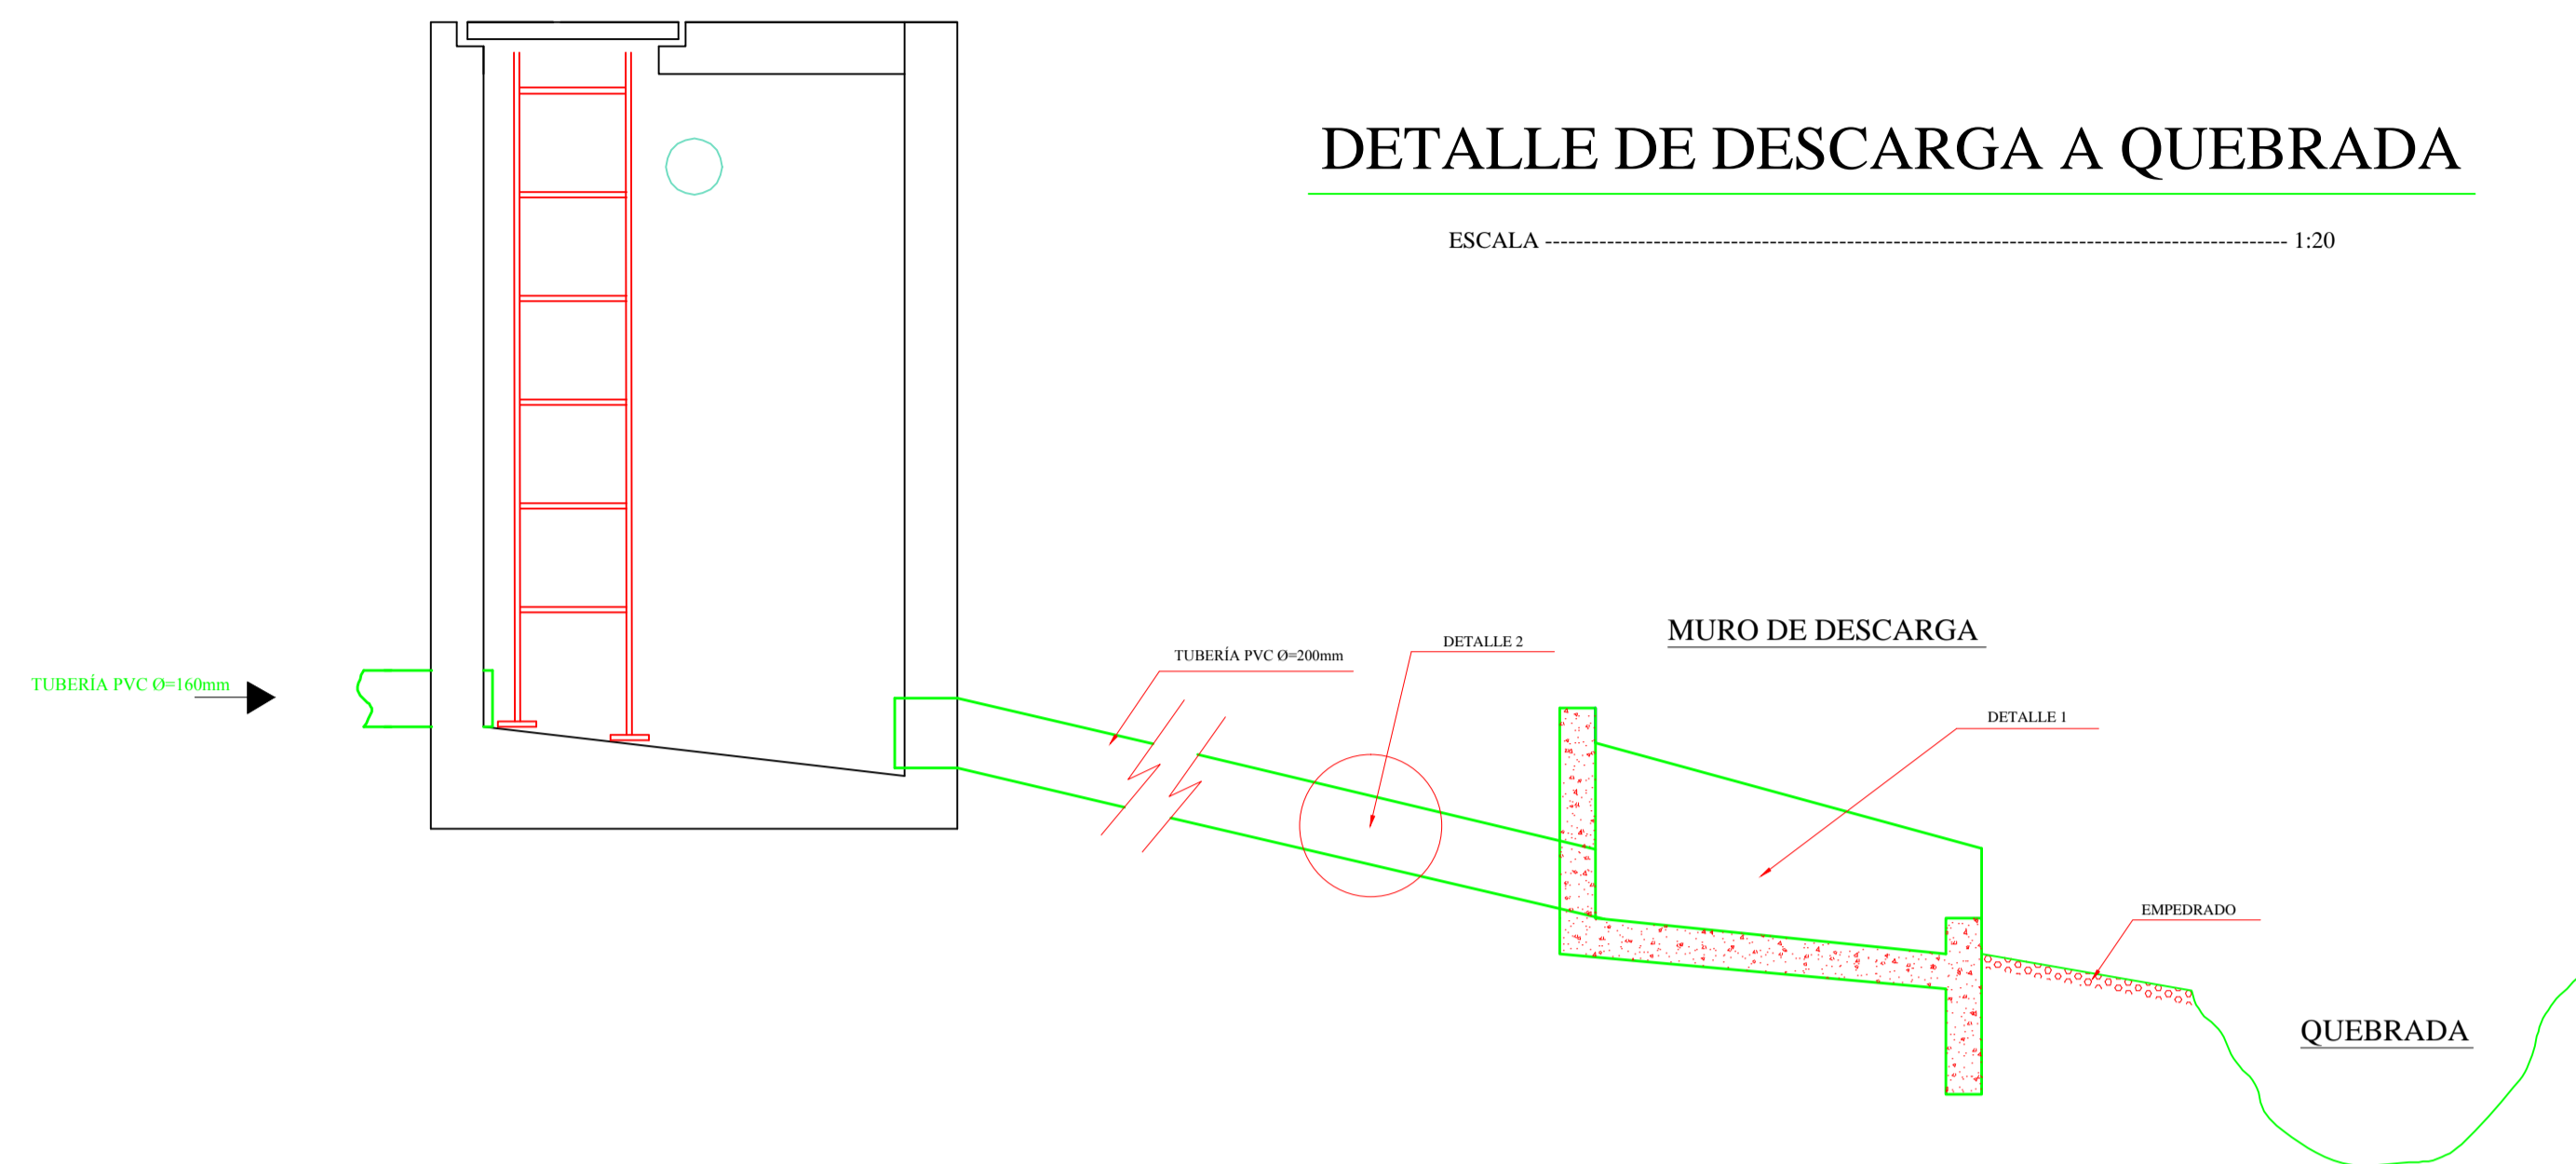 DETALLE DE DESCARGA A QUEBRADA
ESCALA ------------------------------------------------------------------------------------------------ 1:20
MURO DE DESCARGA
DETALLE 2
TUBERÍA PVC Ø=200mm
TUBERÍA PVC Ø=160mm
DETALLE 1
EMPEDRADO
QUEBRADA